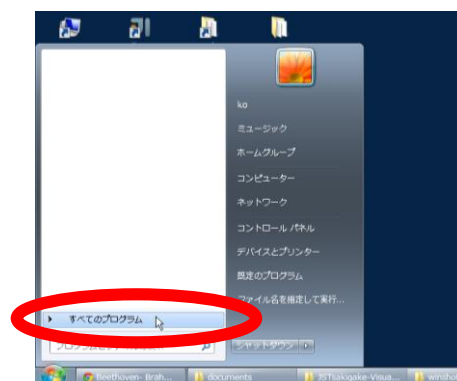 ko
ミュージック
ホームグループ
コンピューター
ネットワーク
コントロール パネル
デバイスとプリンター
既定のプログラム
ファイル名を指定して実行...
すべてのプログラム
シャットダウン
Beethoven- Brah...
documents
JSTsakigake-Visua...
winshot